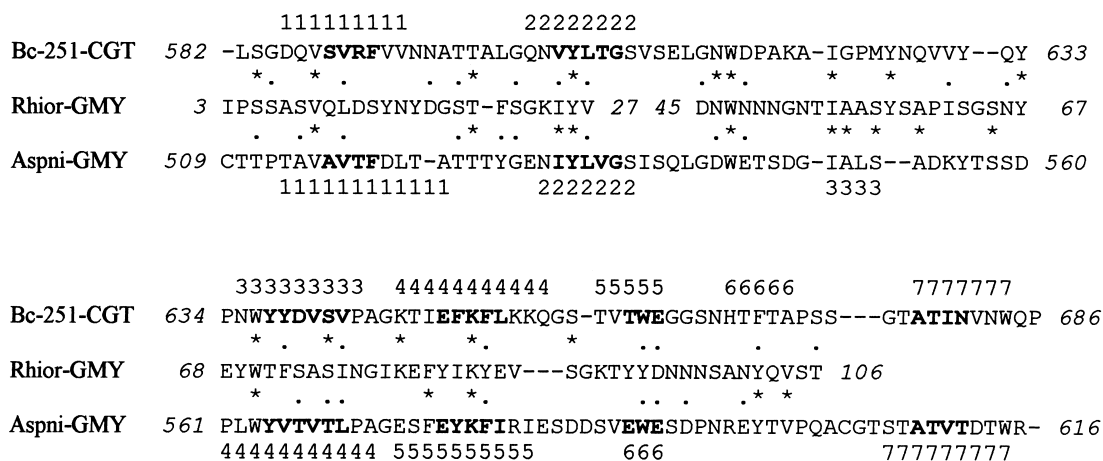 111111111 22222222
Bc-251-CGT 582 -LSGDQVSVRFVVNNATTALGQNVYLTGSVSELGNWDPAKA-IGPMYNQVVY--QY 633
* * . . * . . * . . * * . * * . *
Rhior-GMY 3 IPSSASVQLDSYNYDGST-FSGKIYV 27 45 DNWNNNGNTIAASYSAPISGSNY 67
. . * . . * . . * * . * . * * * * *
Aspni-GMY 509 CTTPTAVAVTFDLT-ATTTYGENIYLVGSISQLGDWETSDG-IALS--ADKYTSSD 560
111111111111 2222222 3333
333333333 44444444444 55555 66666 7777777
Bc-251-CGT 634 PNWYYDVSVPAGKTIEFKFLKKQGS-TVTWEGGSNHTFTAPSS---GTATINVNWQP 686
* . * . * * . * . . . .
Rhior-GMY 68 EYWTFSASINGIKEFYIKYEV---SGKTYYDNNNSANYQVST 106
* . . . * * . . . . * *
Aspni-GMY 561 PLWYVTVTLPAGESFEYKFIRIESDDSVEWESDPNREYTVPQACGTSTATVTDTWR- 616
44444444444 5555555555 666 777777777